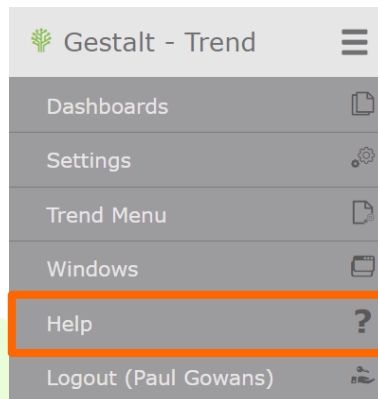 Gestalt - Trend
Dashboards
Settings
Trend Menu
Windows
Help ?
Logout (Paul Gowans)